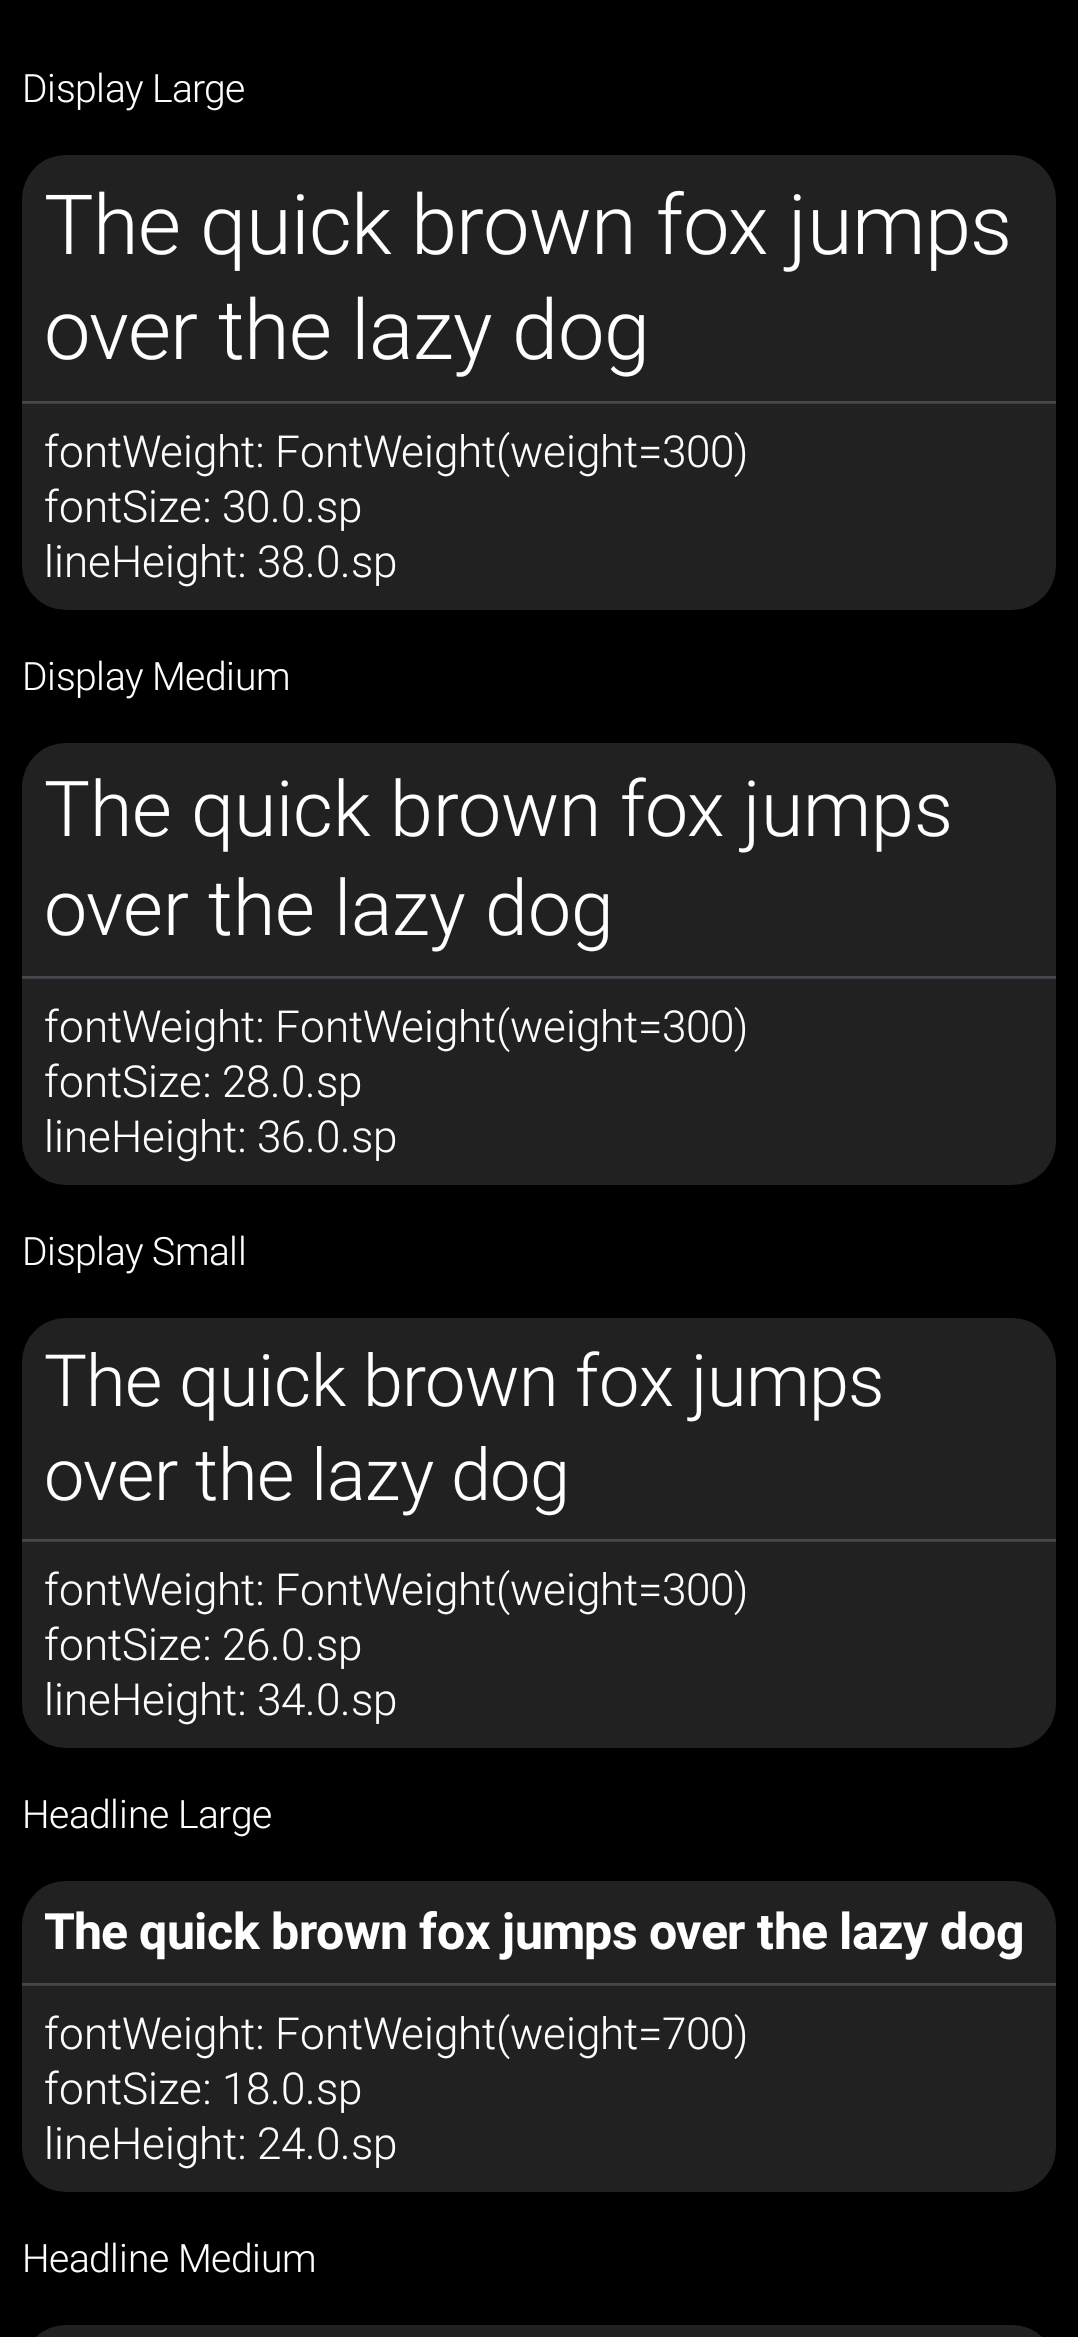 Display Large
The quick brown fox jumps
over the lazy dog
fontWeight: FontWeight(weight=300)
fontSize: 30.0.sp
lineHeight: 38.0.sp
Display Medium
The quick brown fox jumps
over the lazy dog
fontWeight: FontWeight(weight=300)
fontSize: 28.0.sp
lineHeight: 36.0.sp
Display Small
The quick brown fox jumps
over the lazy dog
fontWeight: FontWeight(weight=300)
fontSize: 26.0.sp
lineHeight: 34.0.sp
Headline Large
The quick brown fox jumps over the lazy dog
fontWeight: FontWeight(weight=700)
fontSize: 18.0.sp
lineHeight: 24.0.sp
Headline Medium